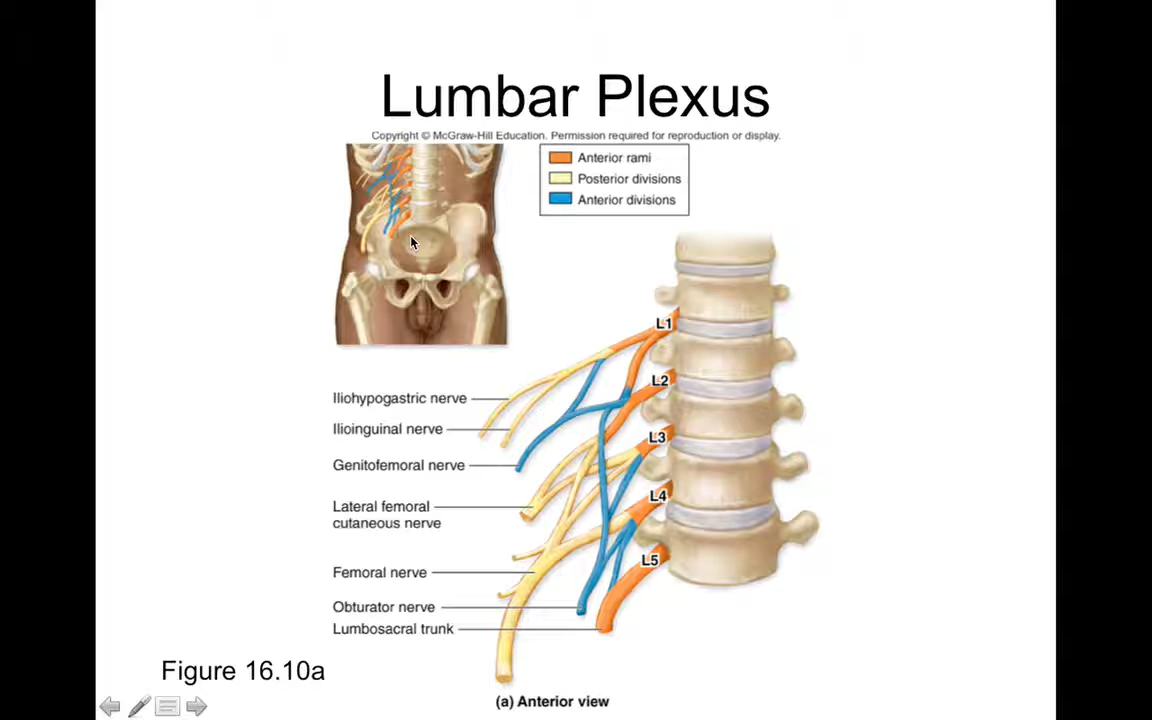 Lumbar Plexus
Copyright © McGraw-Hill Education. Permission required for reproduction or display.
Anterior rami
Posterior divisions
Anterior divisions
L1
L2
Iliohypogastric nerve
Ilioinguinal nerve
L3
Genitofemoral nerve
L4
Lateral femoral
cutaneous nerve
L5
Femoral nerve
Obturator nerve
Lumbosacral trunk
Figure 16.10a
(a) Anterior view